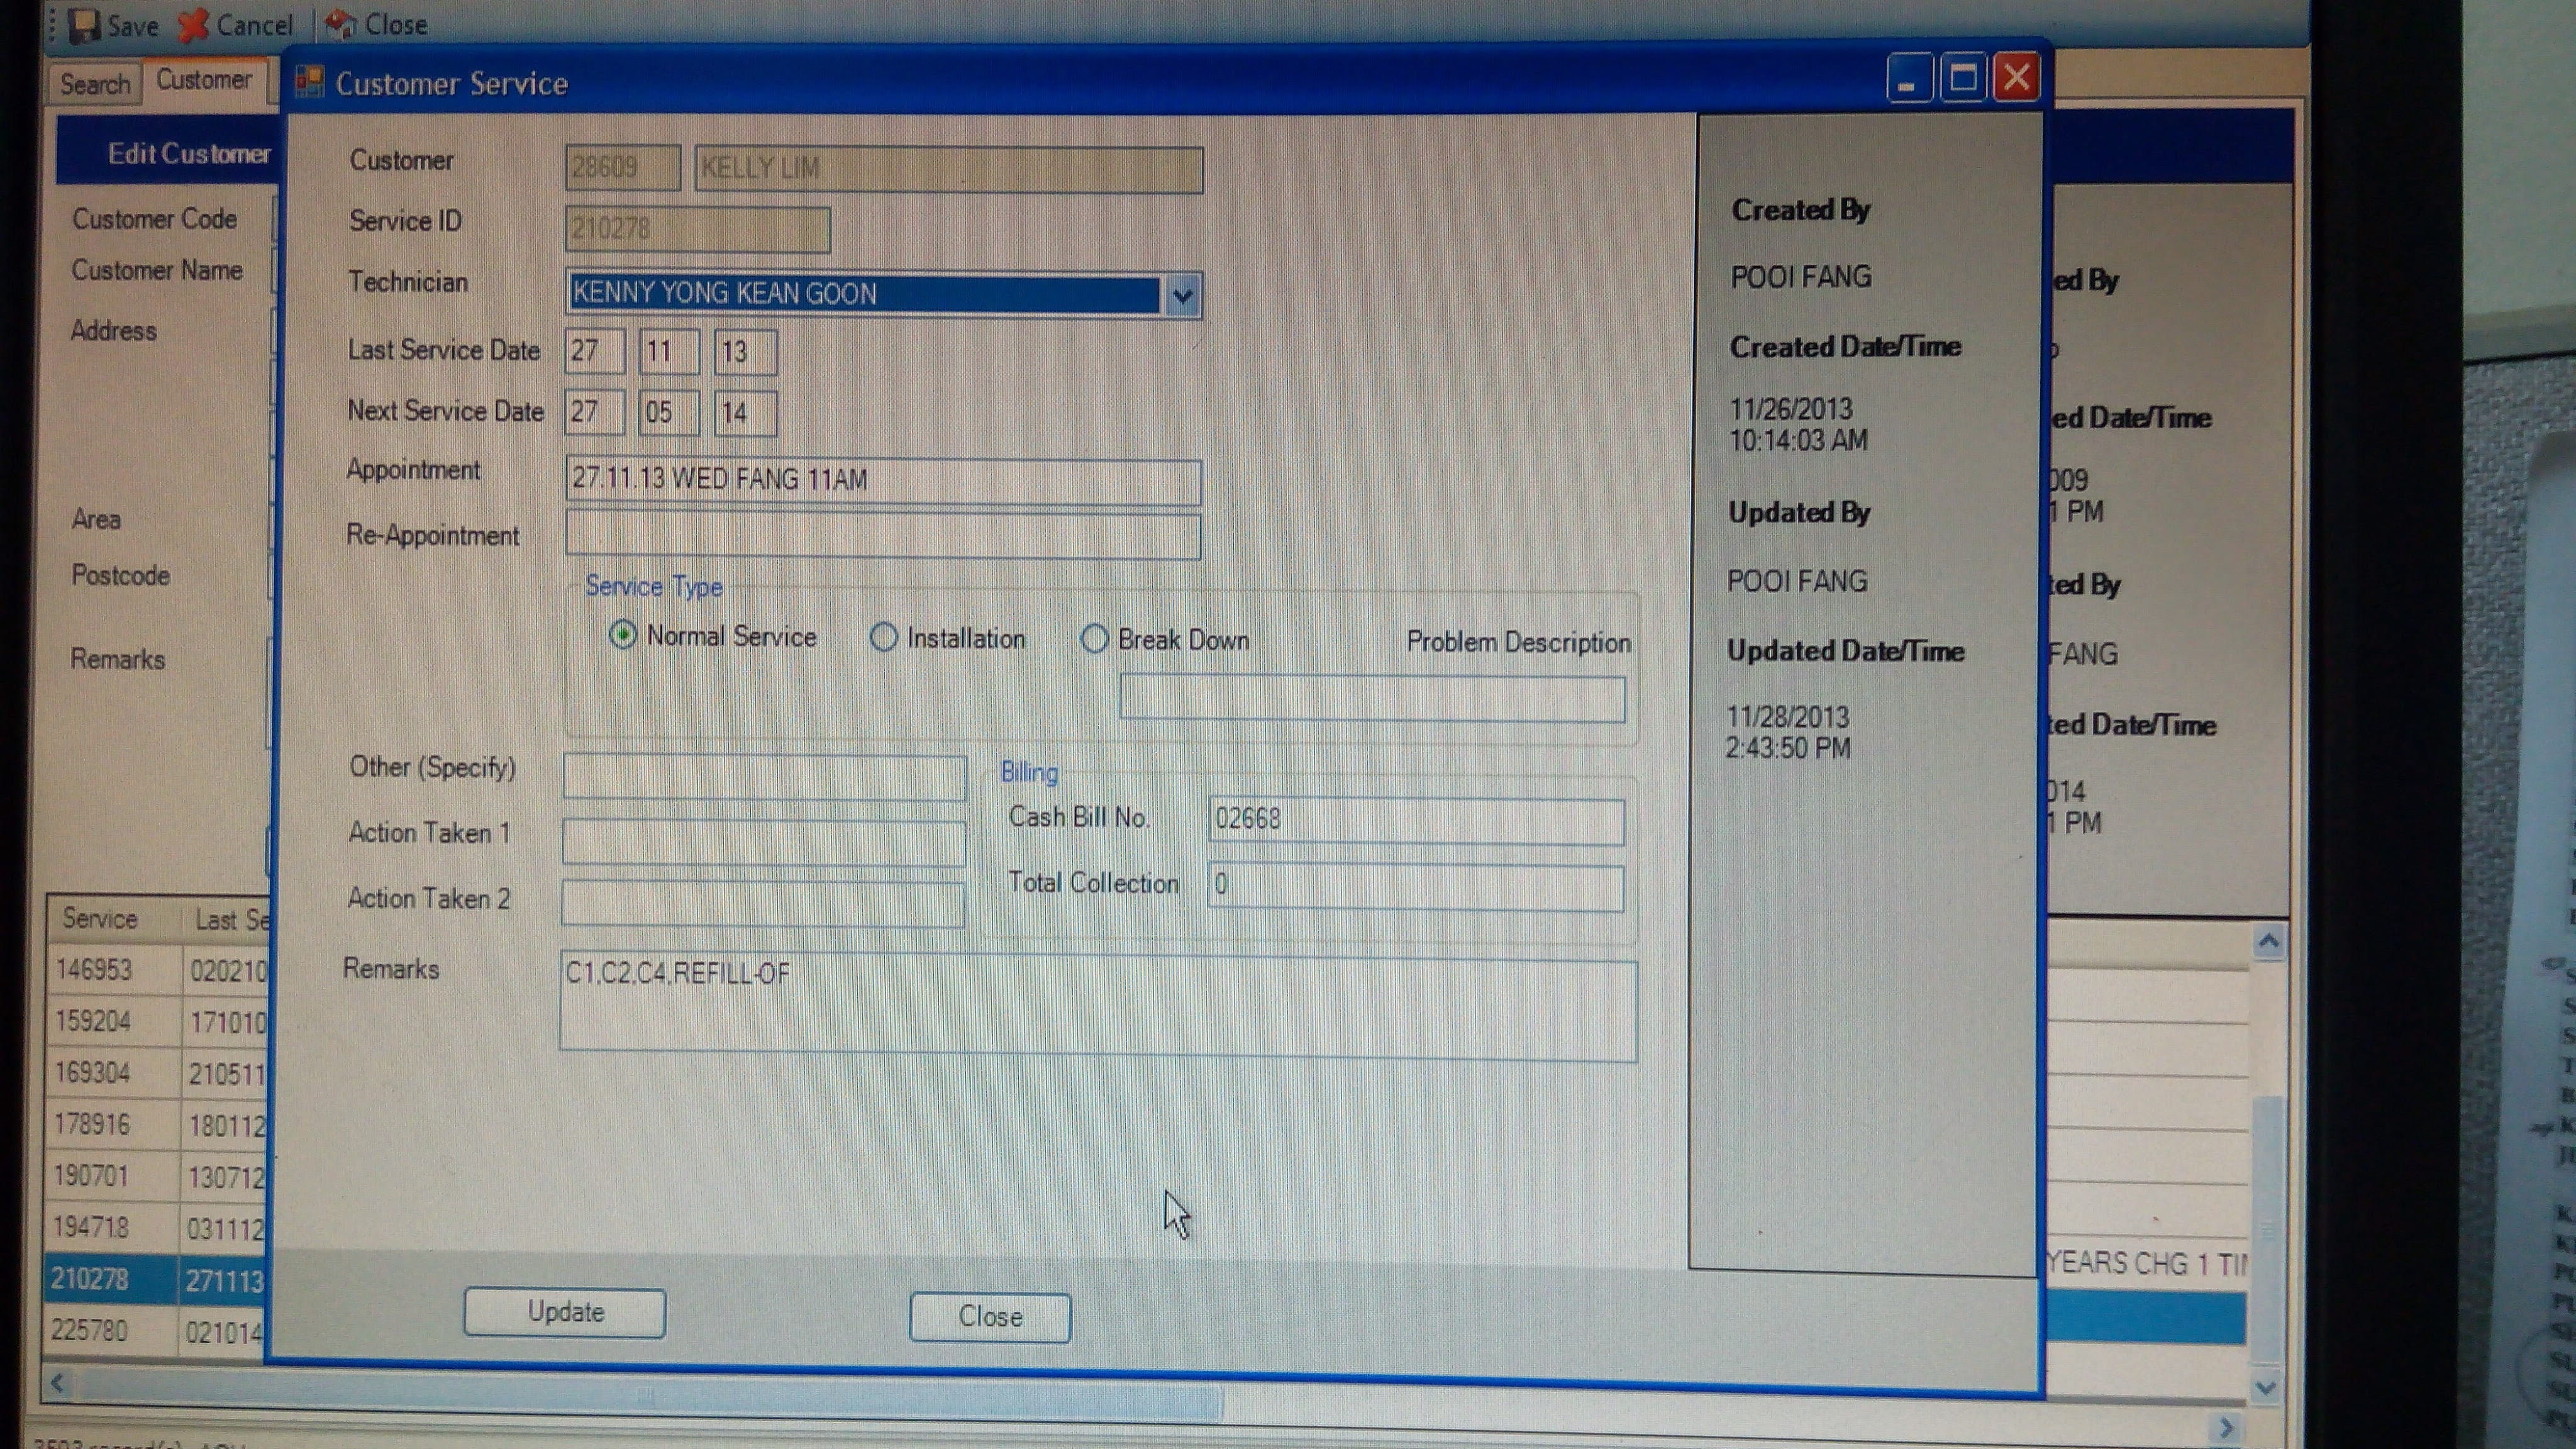 Save Cancel Close
Search Customer
Customer Service
Edit Customer
Customer Code
Customer Name
Address
Area
Postcode
Remarks
Customer 28609 KELLY LIM
Service ID 210278
Technician KENNY YONG KEAN GOON
Last Service Date 27 11 13
Next Service Date 27 05 14
Appointment 27.11.13 WED FANG 11AM
Re-Appointment
Service Type
Normal Service Installation Break Down Problem Description
Other (Specify)
Action Taken 1
Action Taken 2
Billing
Cash Bill No. 02668
Total Collection 0
Remarks C1,C2,C4,REFILL-OF
Update Close
Created By
POOI FANG
Created Date/Time
11/26/2013
10:14:03 AM
Updated By
POOI FANG
Updated Date/Time
11/28/2013
2:43:50 PM
ed By
ed Date/Time
009
1 PM
ted By
FANG
ted Date/Time
014
1 PM
Service Last Se
146953 020210
159204 171010
169304 210511
178916 180112
190701 130712
194718 031112
YEARS CHG 1 TI
210278 271113
225780 021014